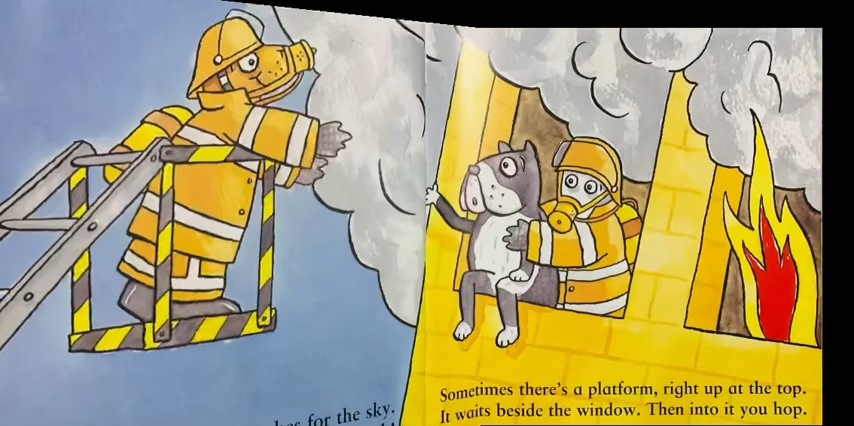 for the sky.
Sometimes there's a platform, right up at the top.
It waits beside the window. Then into it you hop.